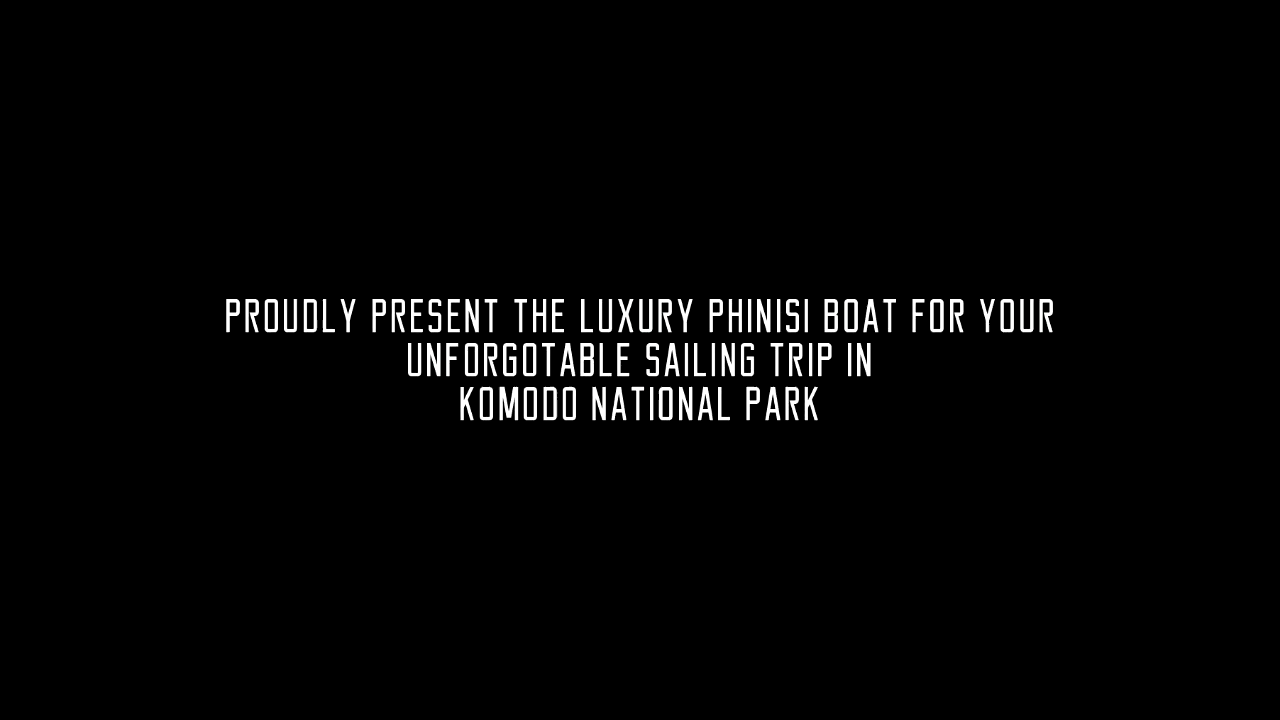 PROUDLY PRESENT THE LUXURY PHINISI BOAT FOR YOUR
UNFORGOTABLE SAILING TRIP IN
KOMODO NATIONAL PARK